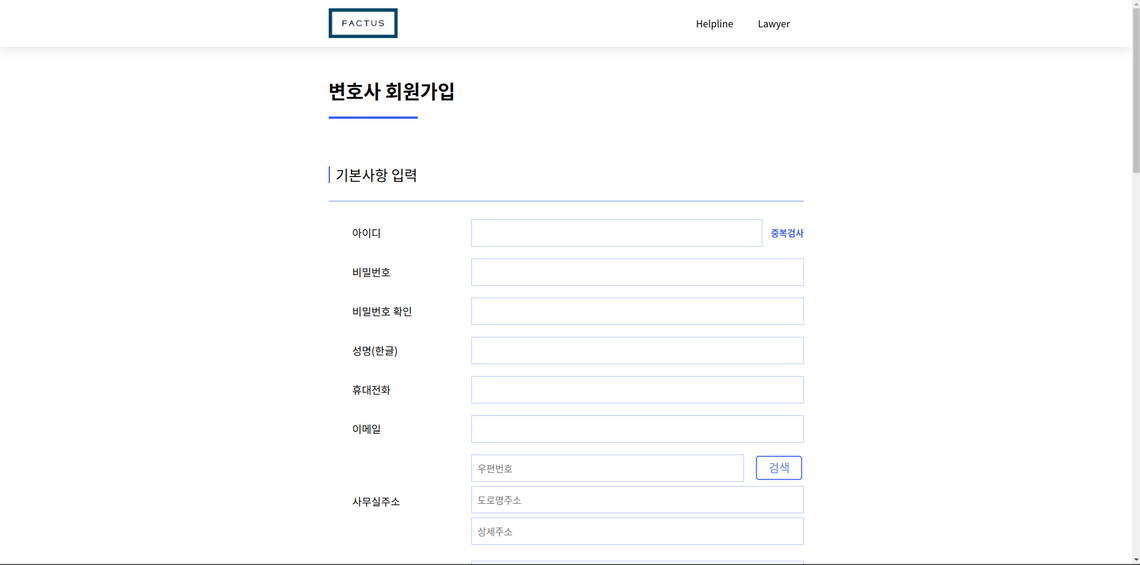 FACTUS
Helpline
Lawyer
변호사 회원가입
기본사항 입력
아이디
중복검사
비밀번호
비밀번호 확인
성명(한글)
휴대전화
이메일
우편번호
검색
사무실주소
도로명주소
상세주소